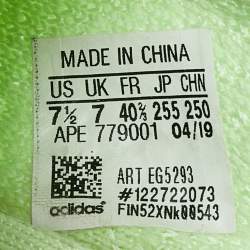 MADE IN CHINA
US UK FR JP CHN
7½ 7 40⅔ 255 250
APE 779001 04/19
ART EG5293
#122722073
adidas FIN52XNk00543